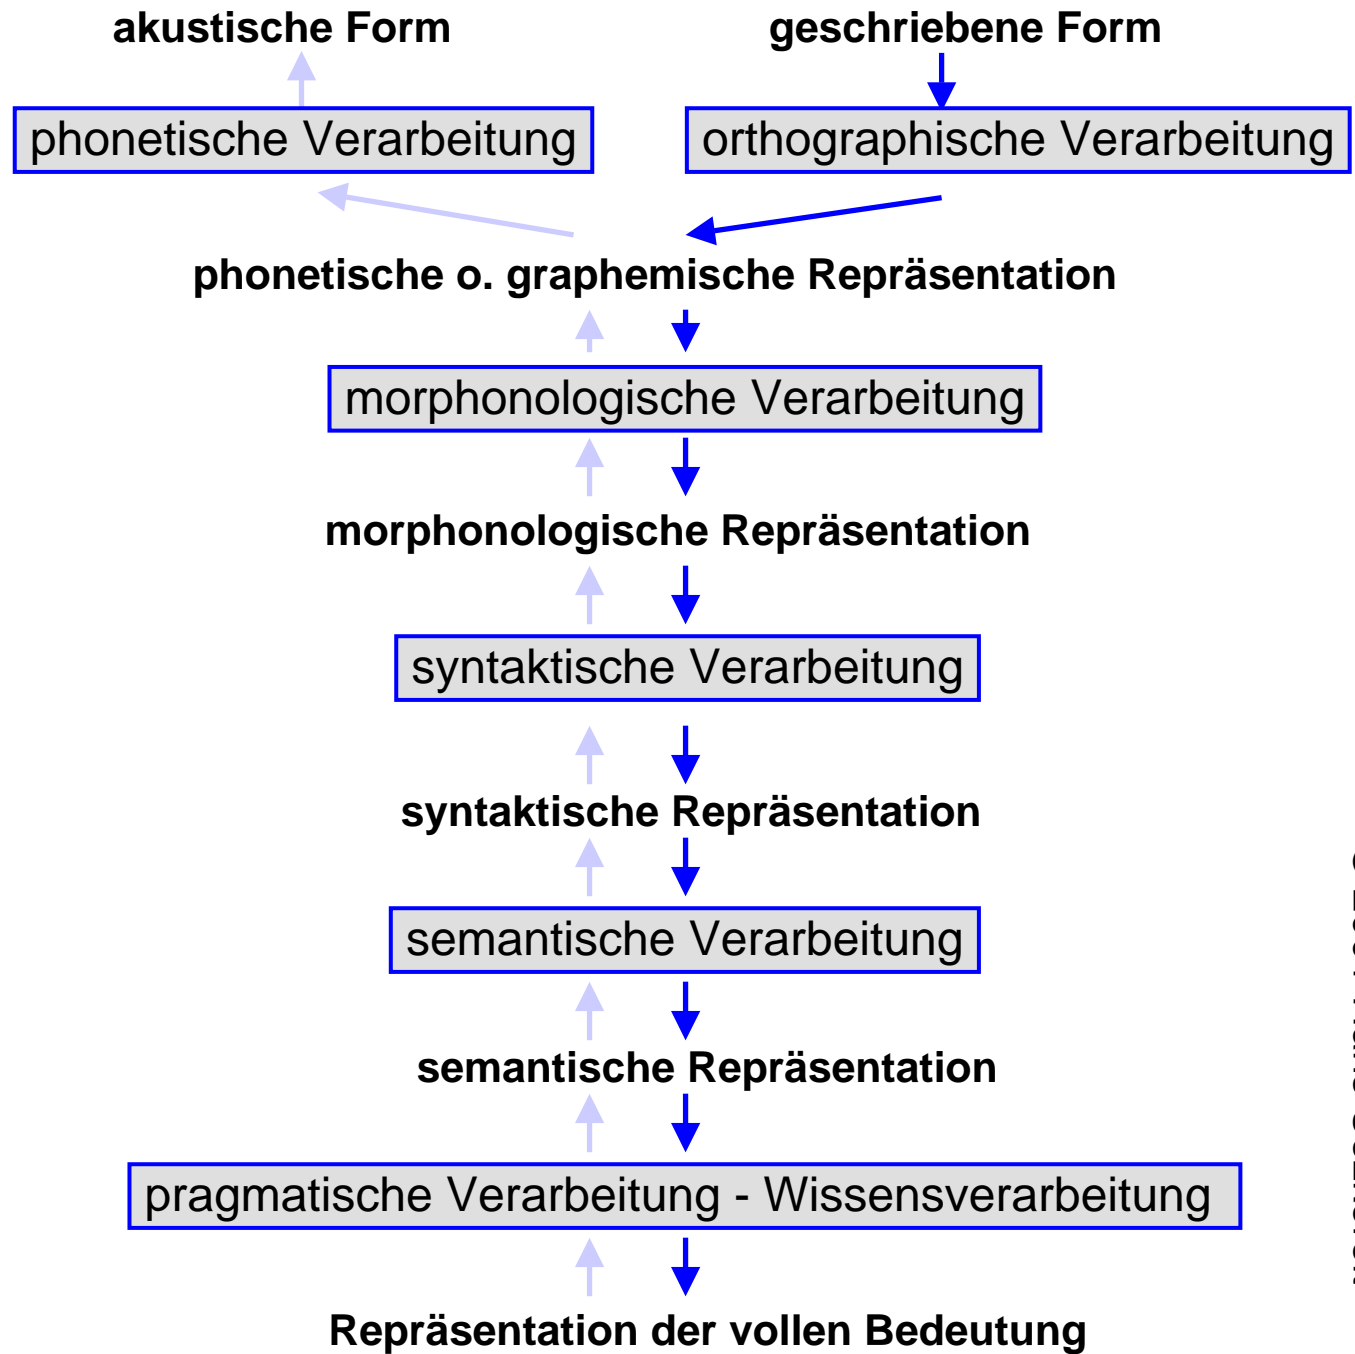 akustische Form
geschriebene Form
phonetische Verarbeitung
orthographische Verarbeitung
phonetische o. graphemische Repräsentation
morphonologische Verarbeitung
morphonologische Repräsentation
syntaktische Verarbeitung
syntaktische Repräsentation
semantische Verarbeitung
semantische Repräsentation
pragmatische Verarbeitung - Wissensverarbeitung
Repräsentation der vollen Bedeutung